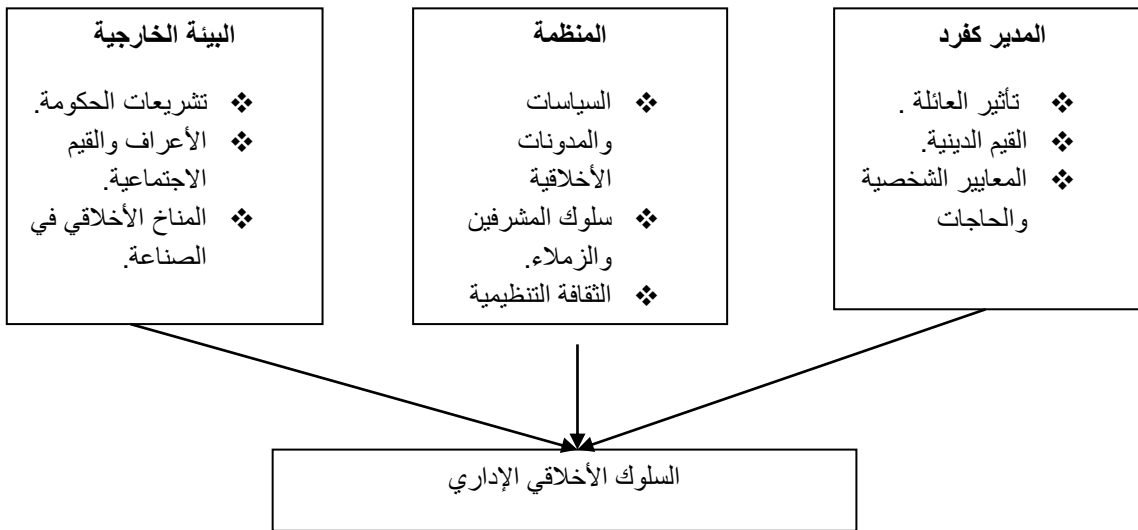 المدير كفرد
❖ تأثير العائلة .
❖ القيم الدينية.
❖ المعايير الشخصية
والحاجات
المنظمة
❖ السياسات
والمدونات
الأخلاقية
❖ سلوك المشرفين
والزملاء.
❖ الثقافة التنظيمية
البيئة الخارجية
❖ تشريعات الحكومة.
❖ الأعراف والقيم
الاجتماعية.
❖ المناخ الأخلاقي في
الصناعة.
السلوك الأخلاقي الإداري